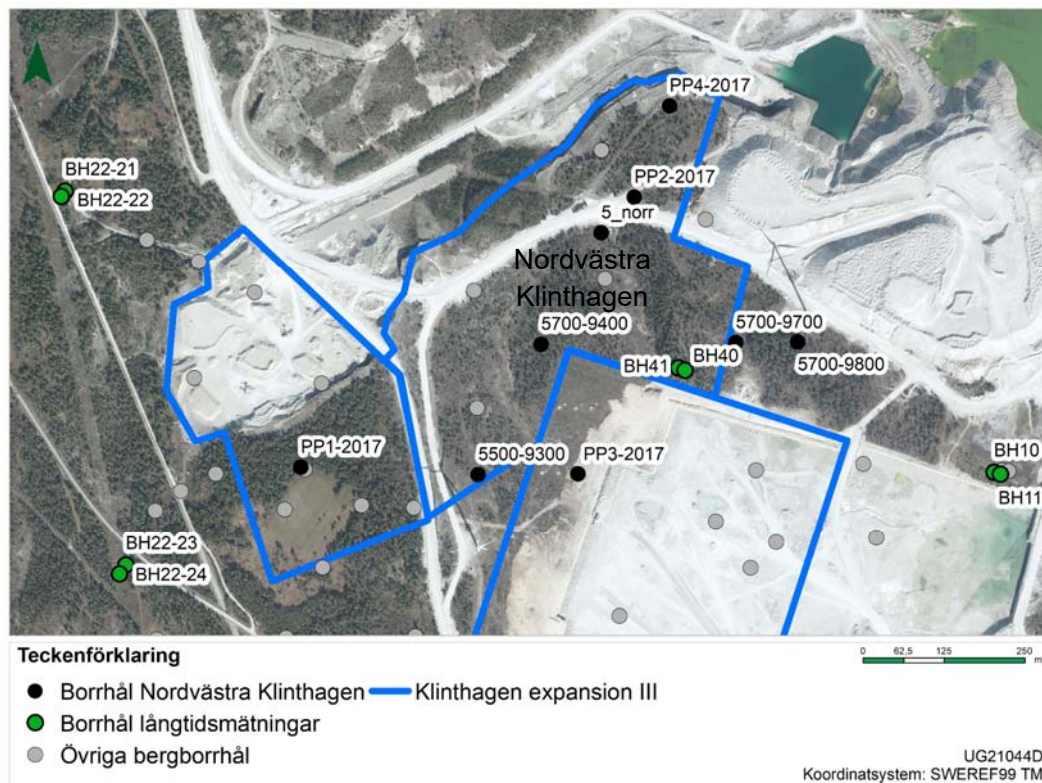 PP4-2017
BH22-21
BH22-22
PP2-2017
5_norr
Nordvästra
Klinthagen
5700-9400
5700-9700
BH41
BH40
5700-9800
PP1-2017
5500-9300
PP3-2017
BH10
BH11
BH22-23
BH22-24
Teckenförklaring
Borrhål Nordvästra Klinthagen
Klinthagen expansion III
Borrhål långtidsmätningar
Övriga bergborrhål
0 62,5 125 250
m
UG21044D
Koordinatsystem: SWEREF99 TM